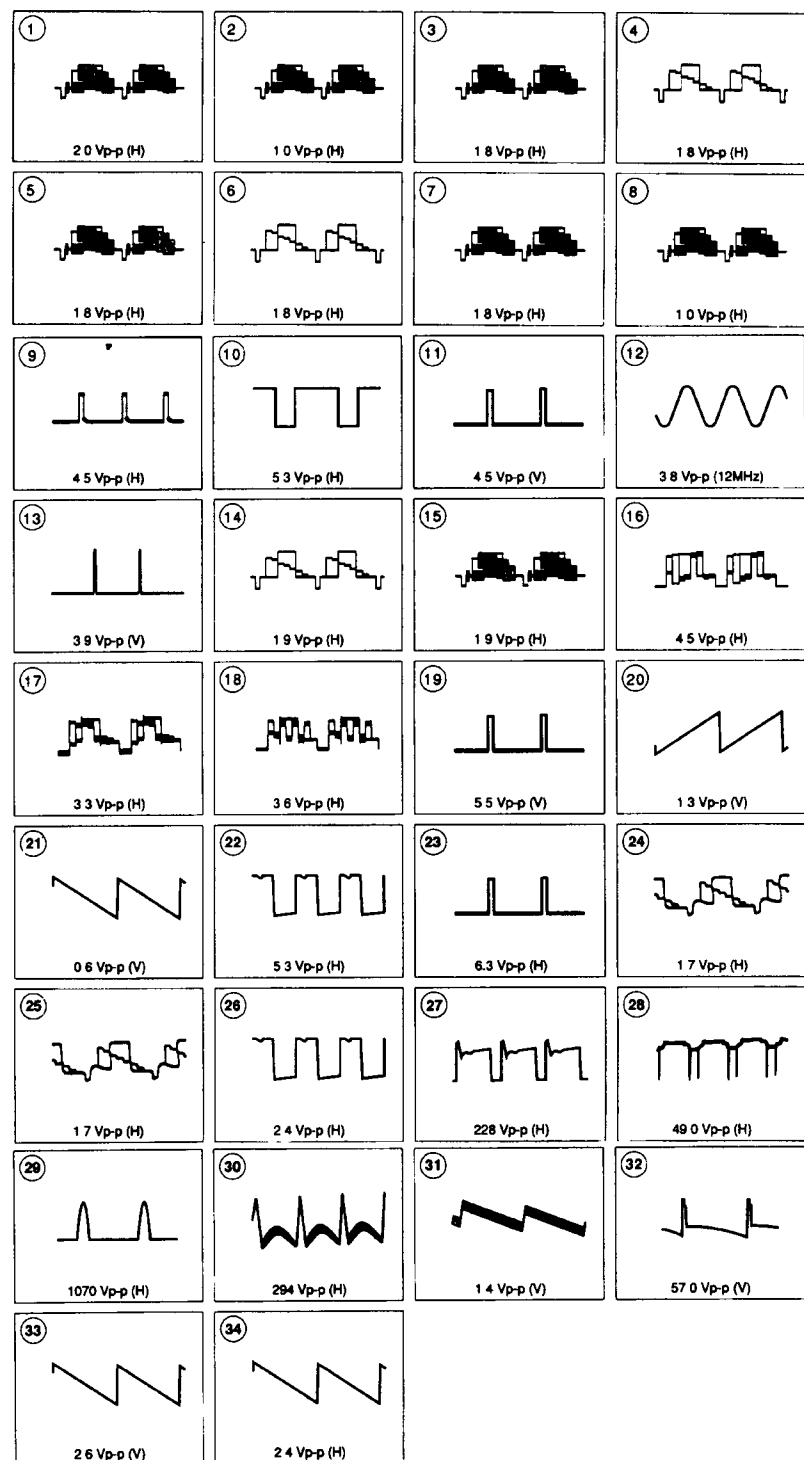 1 2 3 4
2 0 Vp-p (H) 1 0 Vp-p (H) 1 8 Vp-p (H) 1 8 Vp-p (H)
5 6 7 8
1 8 Vp-p (H) 1 8 Vp-p (H) 1 8 Vp-p (H) 1 0 Vp-p (H)
9 10 11 12
4 5 Vp-p (H) 5 3 Vp-p (H) 4 5 Vp-p (V) 3 8 Vp-p (12MHz)
13 14 15 16
3 9 Vp-p (V) 1 9 Vp-p (H) 1 9 Vp-p (H) 4 5 Vp-p (H)
17 18 19 20
3 3 Vp-p (H) 3 6 Vp-p (H) 5 5 Vp-p (V) 1 3 Vp-p (V)
21 22 23 24
0 6 Vp-p (V) 5 3 Vp-p (H) 6.3 Vp-p (H) 1 7 Vp-p (H)
25 26 27 28
1 7 Vp-p (H) 2 4 Vp-p (H) 228 Vp-p (H) 49 0 Vp-p (H)
29 30 31 32
1070 Vp-p (H) 294 Vp-p (H) 1 4 Vp-p (V) 57 0 Vp-p (V)
33 34
2 6 Vp-p (V) 2 4 Vp-p (H)